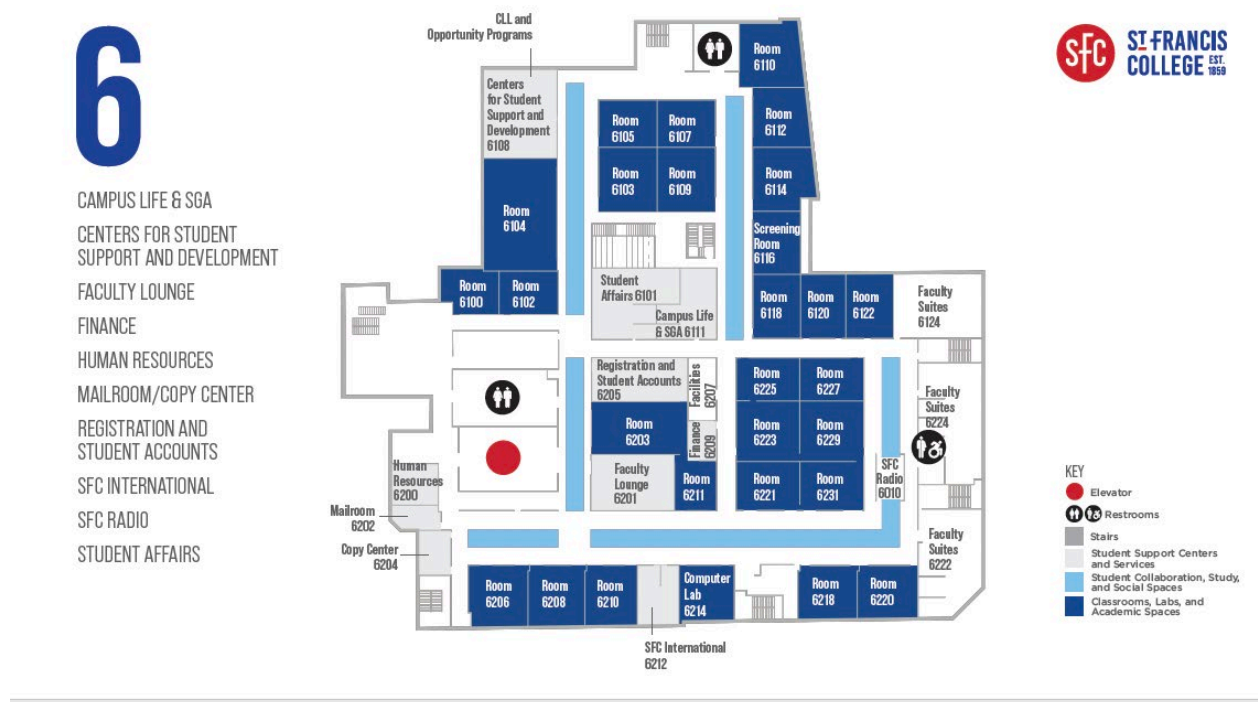 6
CAMPUS LIFE & SGA
CENTERS FOR STUDENT
SUPPORT AND DEVELOPMENT
FACULTY LOUNGE
FINANCE
HUMAN RESOURCES
MAILROOM/COPY CENTER
REGISTRATION AND
STUDENT ACCOUNTS
SFC INTERNATIONAL
SFC RADIO
STUDENT AFFAIRS
CLL and
Opportunity Programs
Centers
for Student
Support and
Development
6108
Room
6104
Room
6100
Room
6102
Room
6105
Room
6107
Room
6103
Room
6109
Room
6110
Room
6112
Room
6114
Screening
Room
6116
Room
6118
Room
6120
Room
6122
Faculty
Suites
6124
Student
Affairs 6101
Campus Life
& SGA 6111
Registration and
Student Accounts
6205
Facilities
6207
Room
6203
Finance
6209
Faculty
Lounge
6201
Room
6211
Room
6225
Room
6227
Room
6223
Room
6229
Room
6221
Room
6231
Faculty
Suites
6224
SFC
Radio
6010
Faculty
Suites
6222
Human
Resources
6200
Mailroom
6202
Copy Center
6204
Room
6206
Room
6208
Room
6210
SFC International
6212
Computer
Lab
6214
Room
6218
Room
6220
SFC
ST FRANCIS
COLLEGE EST. 1859
KEY
Elevator
Restrooms
Stairs
Student Support Centers
and Services
Student Collaboration, Study,
and Social Spaces
Classrooms, Labs, and
Academic Spaces